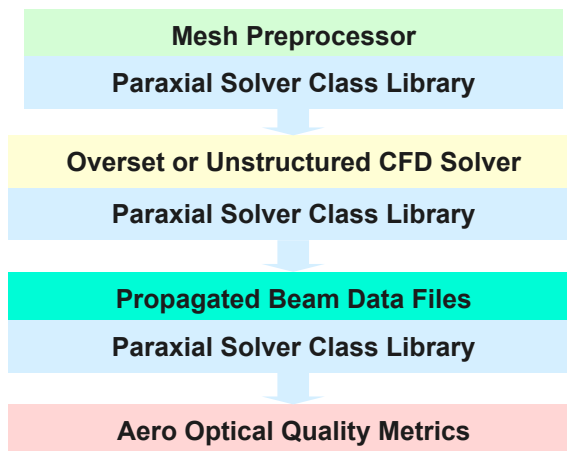 Mesh Preprocessor
Paraxial Solver Class Library
Overset or Unstructured CFD Solver
Paraxial Solver Class Library
Propagated Beam Data Files
Paraxial Solver Class Library
Aero Optical Quality Metrics